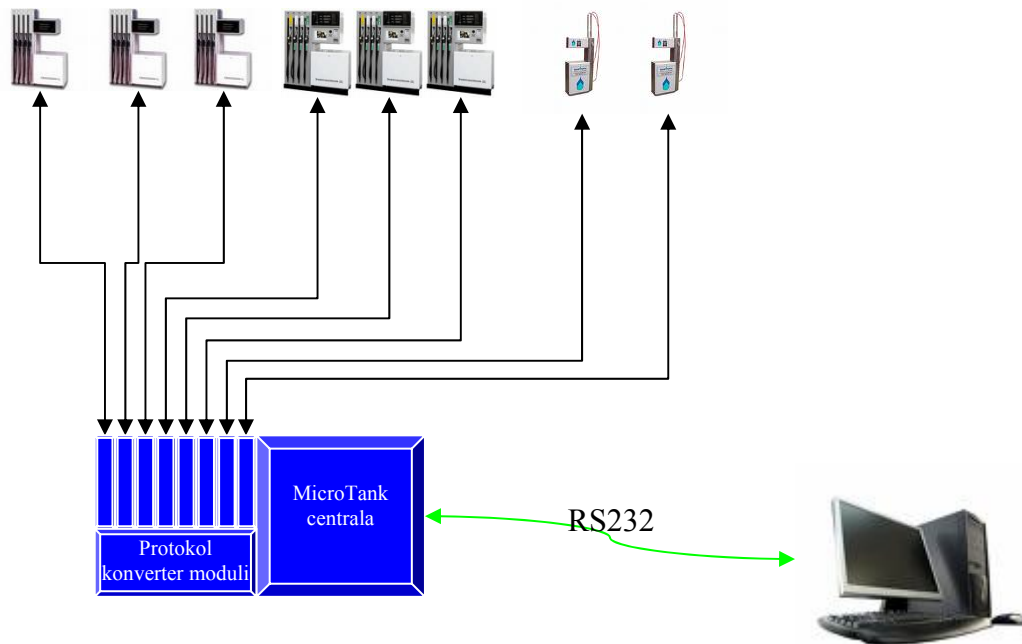 MicroTank
centrala
RS232
Protokol
konverter moduli